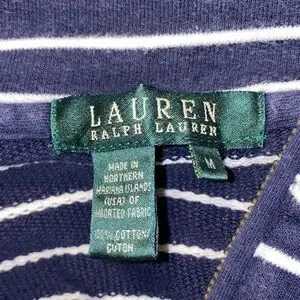 LAUREN
RALPH LAUREN
M
MADE IN
NORTHERN
MARIANA ISLANDS
(USA) OF
IMPORTED FABRIC
100% COTTON/
COTON